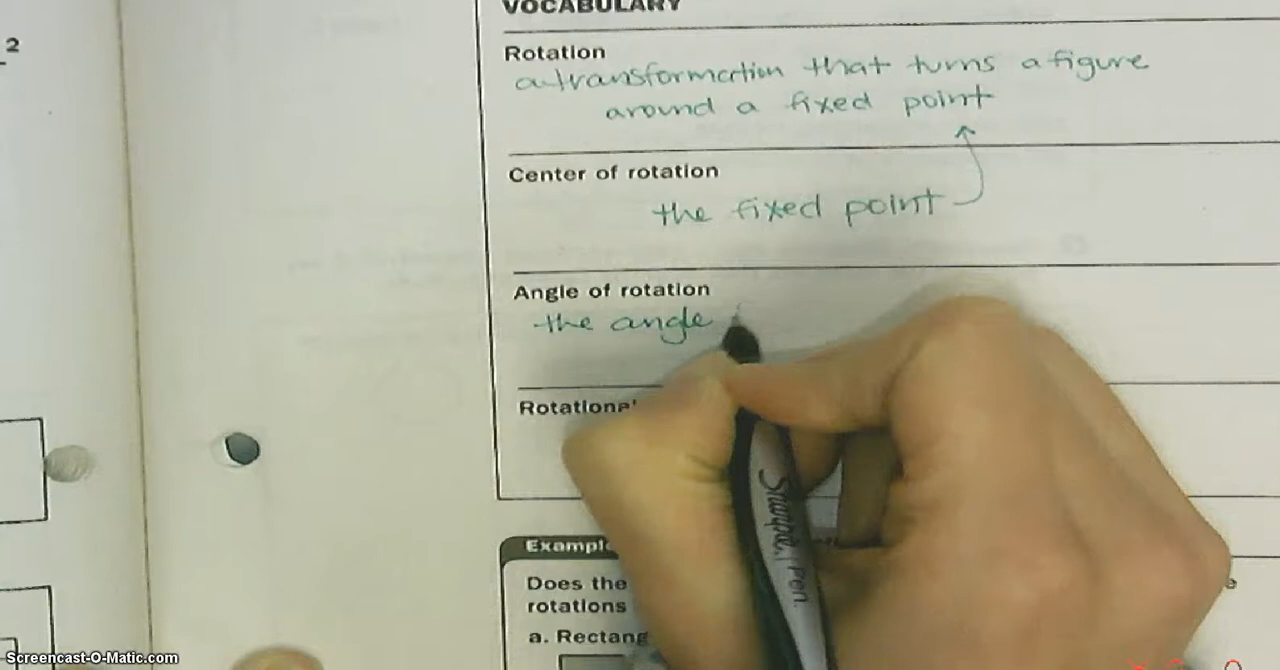 2
VOCABULARY
Rotation
a transformation that turns a figure
around a fixed point
Center of rotation
the fixed point
Angle of rotation
the angle
Rotational
Example
Does the
rotations
a. Rectang
Sharpie. Pen.
Screencast-O-Matic.com